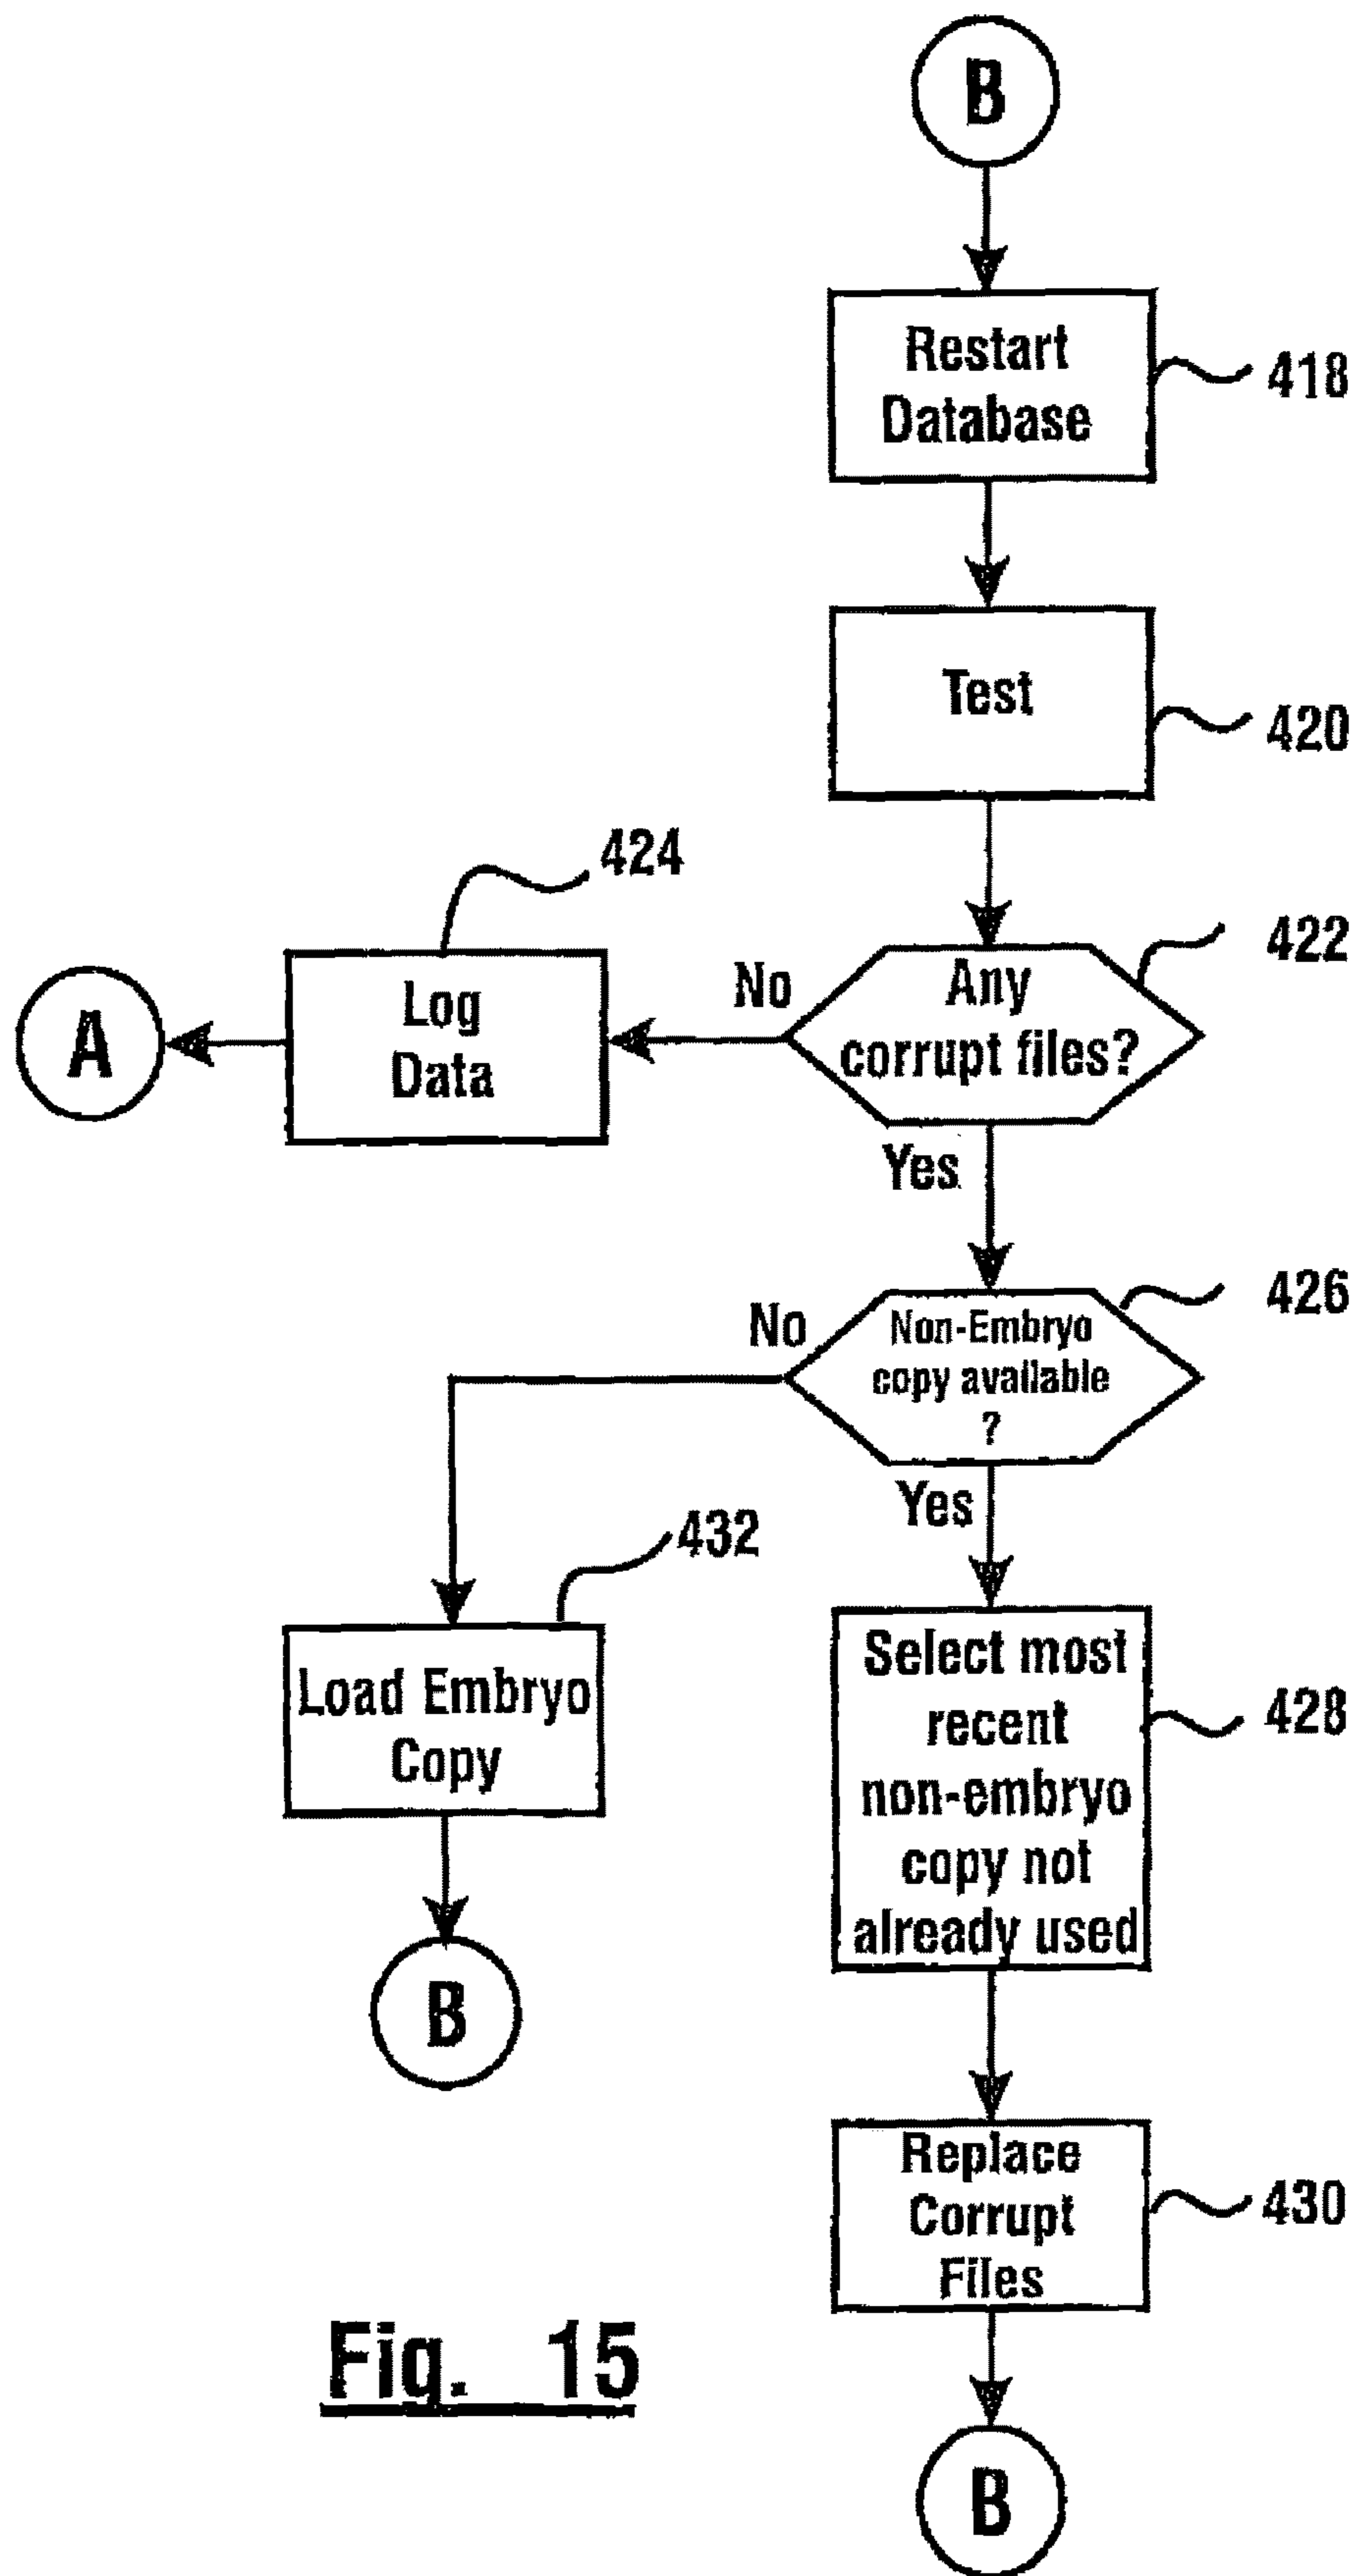 B
Restart
Database
418
Test
420
424
422
Any
corrupt files?
No
Log
Data
A
Yes
426
No
Non-Embryo
copy available
?
Yes
432
Load Embryo
Copy
Select most
recent
non-embryo
copy not
already used
428
B
Replace
Corrupt
Files
430
Fig. 15
B